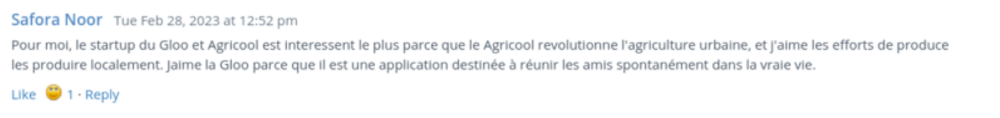 Safora Noor Tue Feb 28, 2023 at 12:52 pm
Pour moi, le startup du Gloo et Agricool est interessent le plus parce que le Agricool revolutionne l'agriculture urbaine, et j'aime les efforts de produce
les produire localement. Jaime la Gloo parce que il est une application destinée à réunir les amis spontanément dans la vraie vie.
Like 1 · Reply